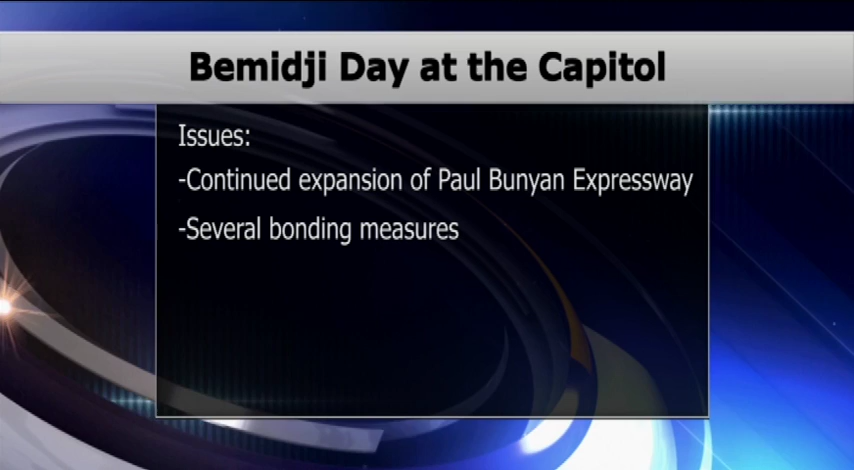 Bemidji Day at the Capitol
Issues:
-Continued expansion of Paul Bunyan Expressway
-Several bonding measures